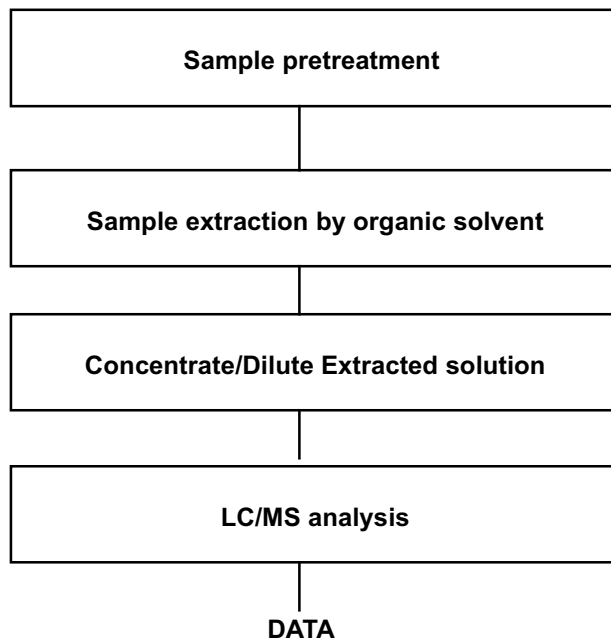 Sample pretreatment
Sample extraction by organic solvent
Concentrate/Dilute Extracted solution
LC/MS analysis
DATA